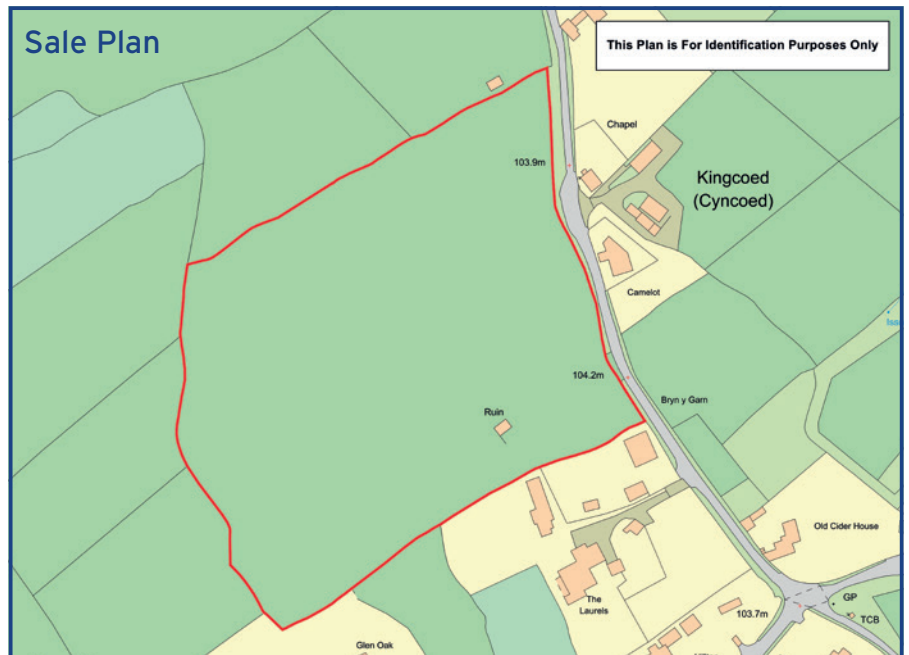 Sale Plan
This Plan is For Identification Purposes Only
Chapel
103.9m
Kingcoed
(Cyncoed)
Camelot
104.2m
Bryn y Garn
Ruin
Old Cider House
The
Laurels
GP
103.7m
TCB
Glen Oak